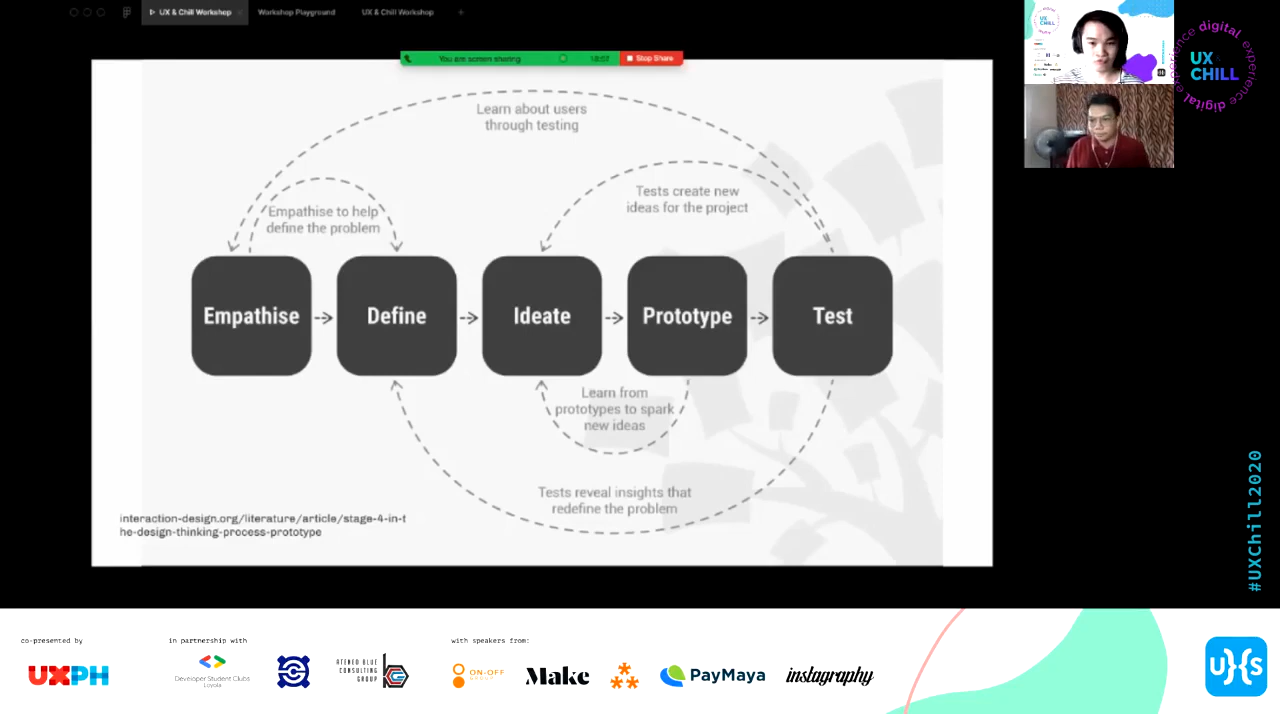 UX & Chill Workshop
Workshop Playground
UX & Chill Workshop
You are screen sharing
Stop Share
Learn about users
through testing
Tests create new
ideas for the project
Empathise to help
define the problem
Empathise
Define
Ideate
Prototype
Test
Learn from
prototypes to spark
new ideas
Tests reveal insights that
redefine the problem
interaction-design.org/literature/article/stage-4-in-t
he-design-thinking-process-prototype
UX
CHILL
digital experience digital experience
#UXChill2020
co-presented by
UXPH
in partnership with
Developer Student Clubs
Loyola
ATENEO BLUE
CONSULTING
GROUP
with speakers from:
ON-OFF
GROUP
Make
PayMaya
instagraphy